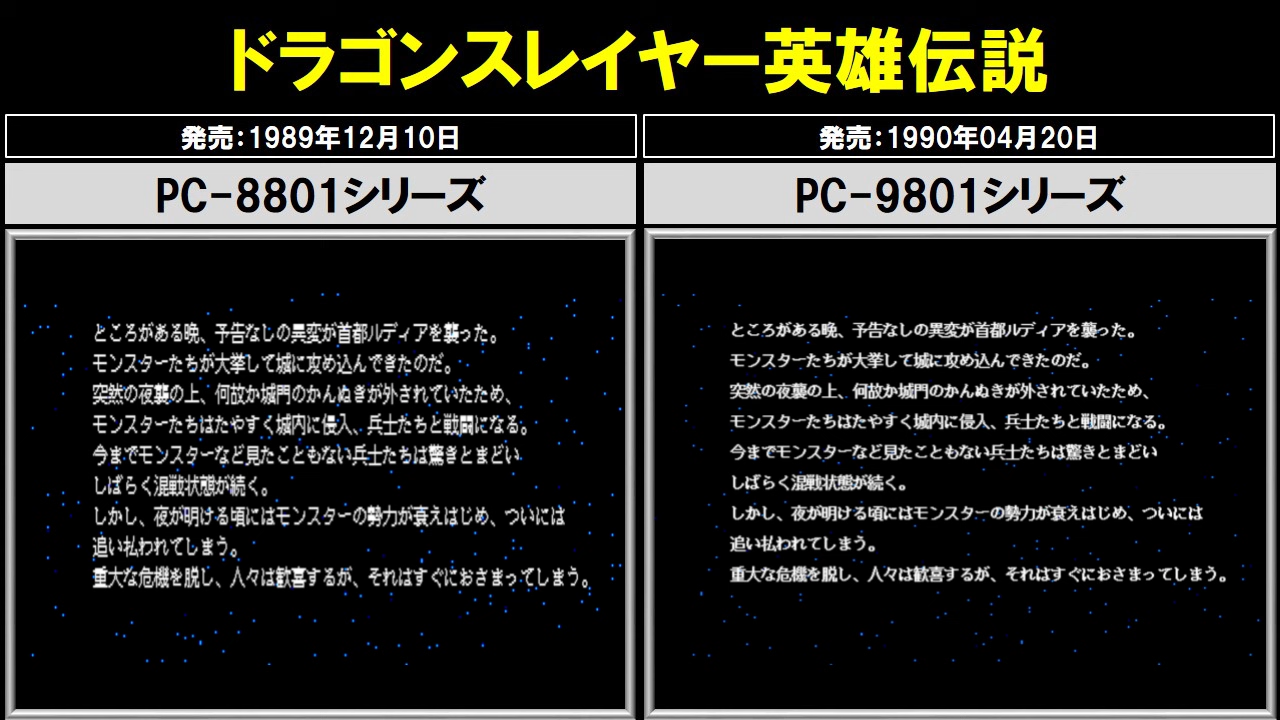 ドラゴンスレイヤー英雄伝説
発売：1989年12月10日
PC-8801シリーズ
ところがある晩、予告なしの異変が首都ルディアを襲った。
モンスターたちが大挙して城に攻め込んできたのだ。
突然の夜襲の上、何故か城門のかんぬきが外されていたため、
モンスターたちはたやすく城内に侵入、兵士たちと戦闘になる。
今までモンスターなど見たこともない兵士たちは驚きとまどい
しばらく混戦状態が続く。
しかし、夜が明ける頃にはモンスターの勢力が衰えはじめ、ついには
追い払われてしまう。
重大な危機を脱し、人々は歓喜するが、それはすぐにおさまってしまう。
発売：1990年04月20日
PC-9801シリーズ
ところがある晩、予告なしの異変が首都ルディアを襲った。
モンスターたちが大挙して城に攻め込んできたのだ。
突然の夜襲の上、何故か城門のかんぬきが外されていたため、
モンスターたちはたやすく城内に侵入、兵士たちと戦闘になる。
今までモンスターなど見たこともない兵士たちは驚きとまどい
しばらく混戦状態が続く。
しかし、夜が明ける頃にはモンスターの勢力が衰えはじめ、ついには
追い払われてしまう。
重大な危機を脱し、人々は歓喜するが、それはすぐにおさまってしまう。